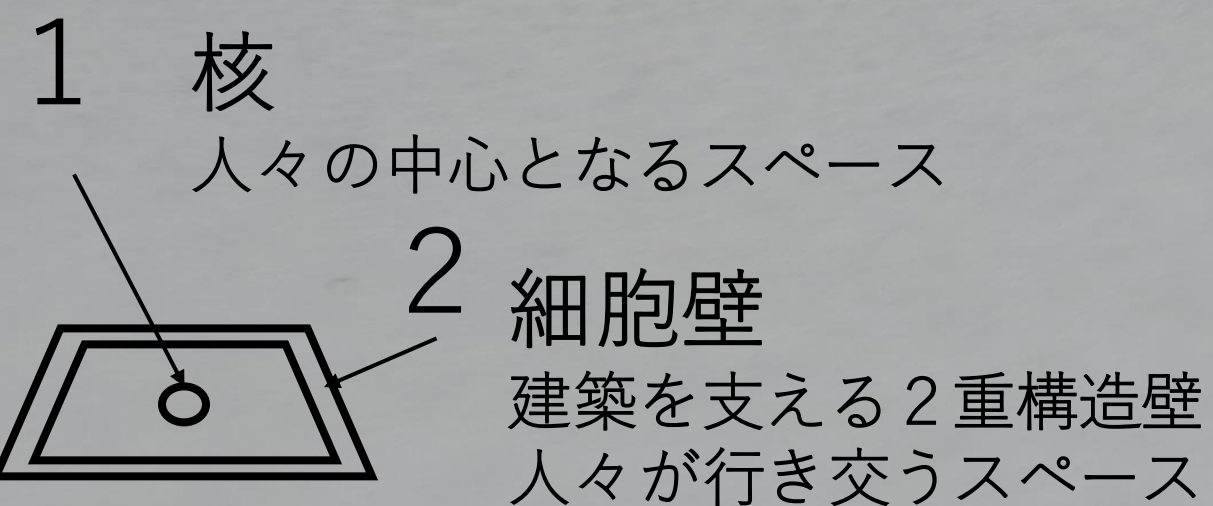 1 核
人々の中心となるスペース
2 細胞壁
建築を支える２重構造壁
人々が行き交うスペース